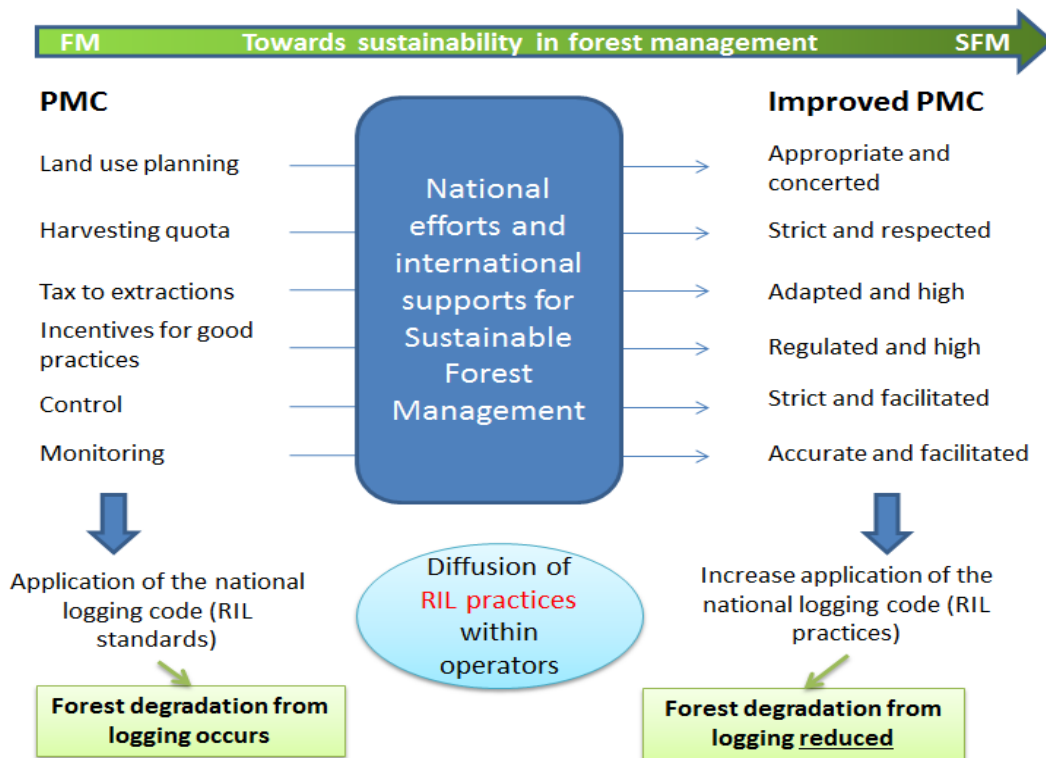 FM Towards sustainability in forest management SFM
PMC
Land use planning
Harvesting quota
Tax to extractions
Incentives for good
practices
Control
Monitoring
National
efforts and
international
supports for
Sustainable
Forest
Management
Improved PMC
Appropriate and
concerted
Strict and respected
Adapted and high
Regulated and high
Strict and facilitated
Accurate and facilitated
Application of the national
logging code (RIL
standards)
Forest degradation from
logging occurs
Diffusion of
RIL practices
within
operators
Increase application of the
national logging code (RIL
practices)
Forest degradation from
logging reduced